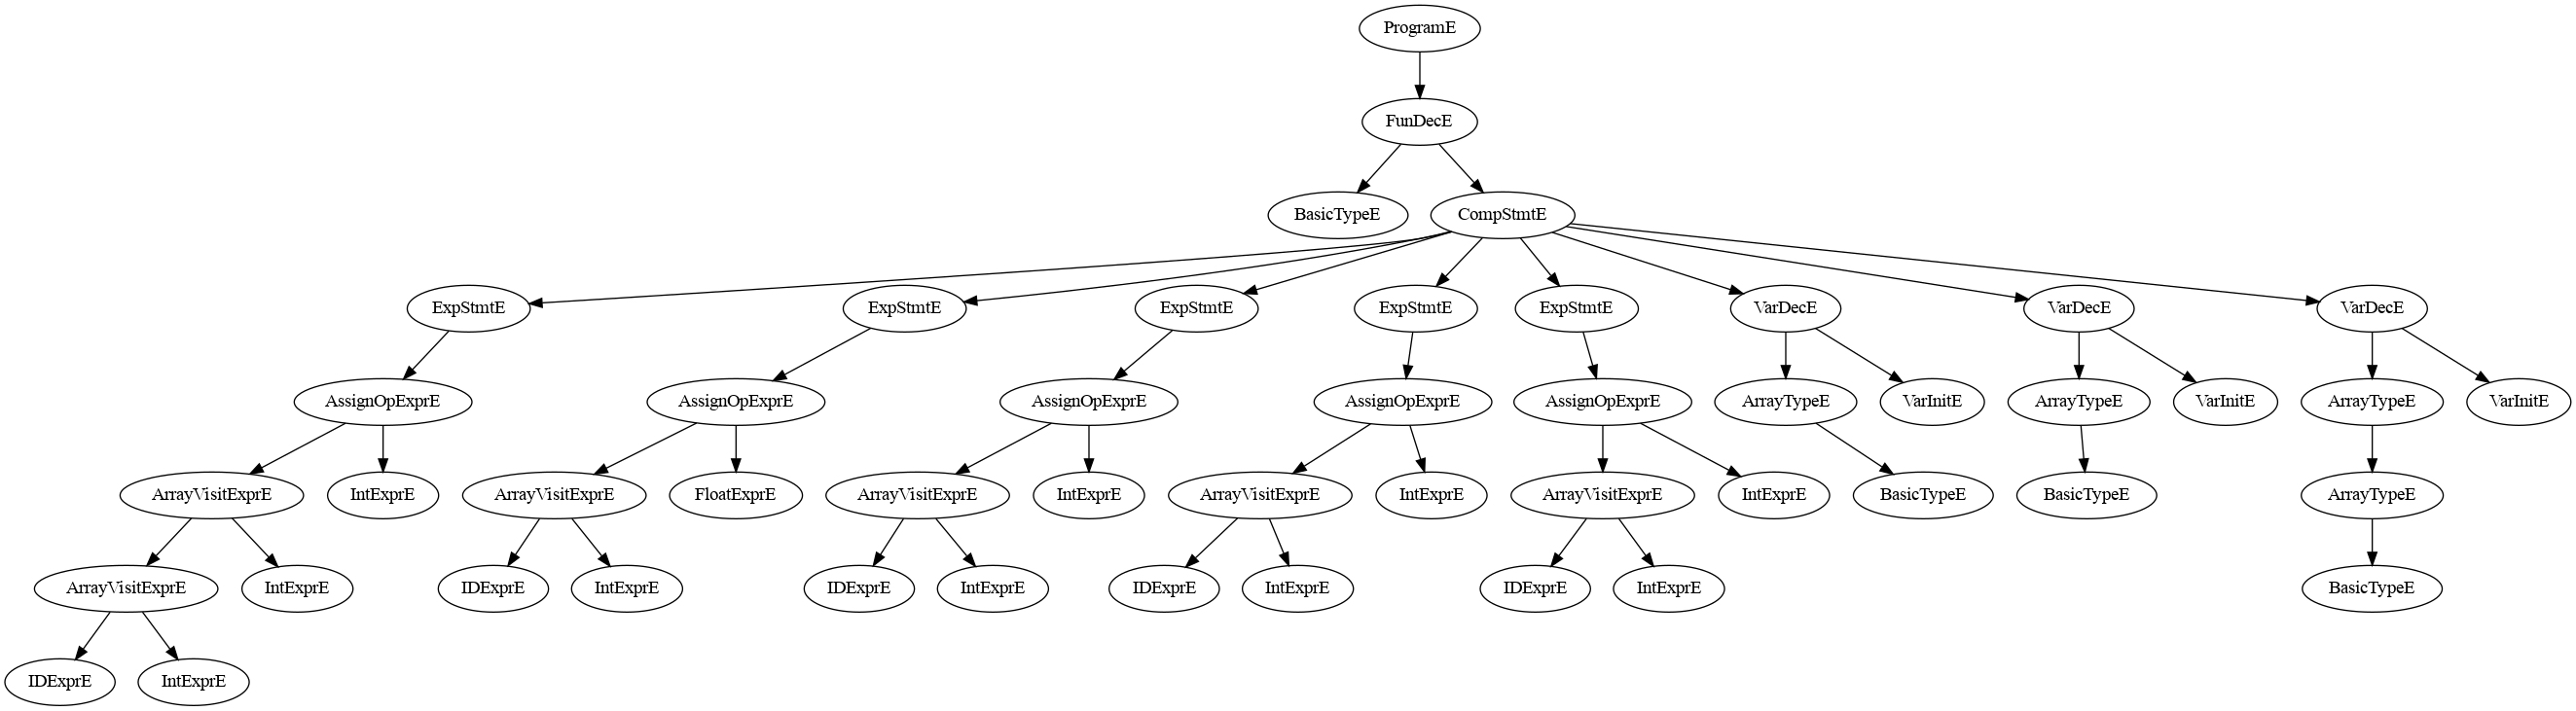 ProgramE
FunDecE
BasicTypeE
CompStmtE
ExpStmtE
ExpStmtE
ExpStmtE
ExpStmtE
ExpStmtE
VarDecE
VarDecE
VarDecE
AssignOpExprE
AssignOpExprE
AssignOpExprE
AssignOpExprE
AssignOpExprE
ArrayTypeE
VarInitE
ArrayTypeE
VarInitE
ArrayTypeE
VarInitE
ArrayVisitExprE
IntExprE
ArrayVisitExprE
FloatExprE
ArrayVisitExprE
IntExprE
ArrayVisitExprE
IntExprE
ArrayVisitExprE
IntExprE
BasicTypeE
BasicTypeE
ArrayTypeE
ArrayVisitExprE
IntExprE
IDExprE
IntExprE
IDExprE
IntExprE
IDExprE
IntExprE
IDExprE
IntExprE
BasicTypeE
IDExprE
IntExprE